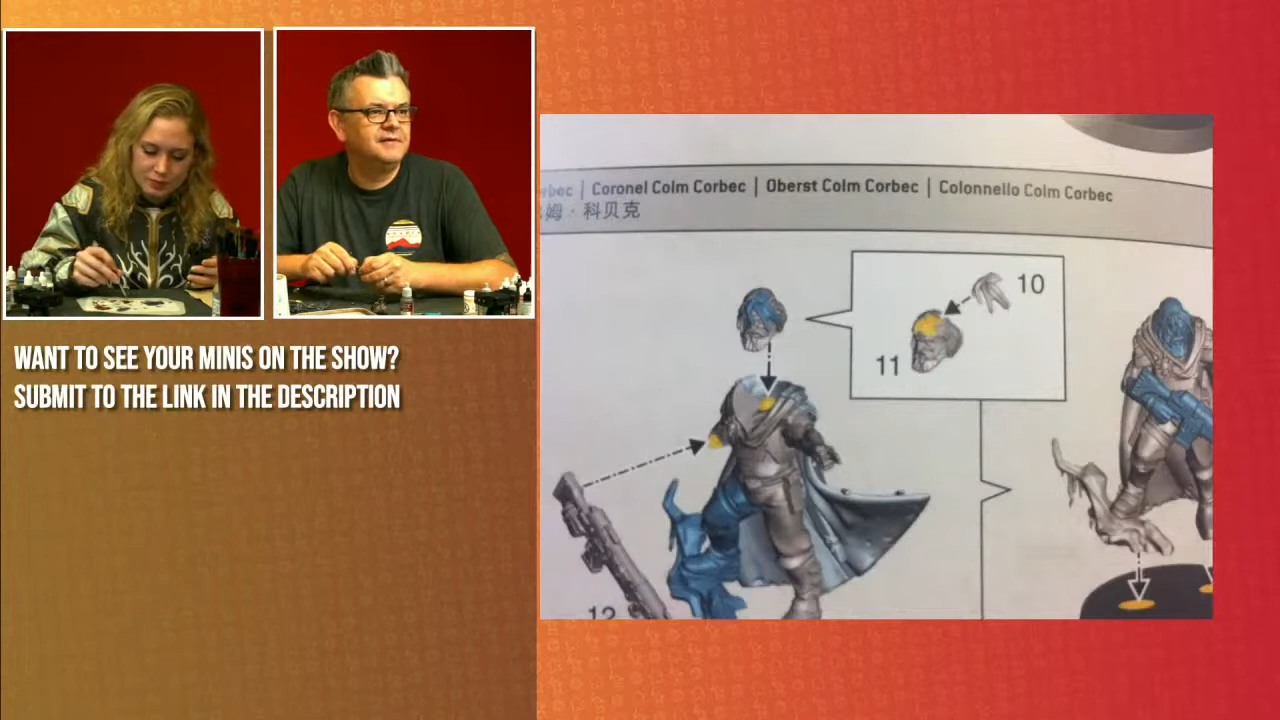 WANT TO SEE YOUR MINIS ON THE SHOW?
SUBMIT TO THE LINK IN THE DESCRIPTION
| Coronel Colm Corbec | Oberst Colm Corbec | Colonnello Colm Corbec
姆 · 科贝克
10
11
12